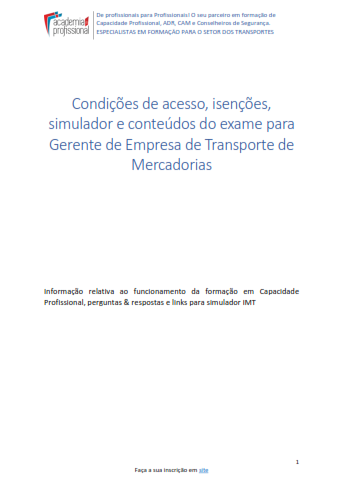 academia
profissional
De profissionais para Profissionais! O seu parceiro em formação de
Capacidade Profissional, ADR, CAM e Conselheiros de Segurança.
ESPECIALISTAS EM FORMAÇÃO PARA O SETOR DOS TRANSPORTES
Condições de acesso, isenções,
simulador e conteúdos do exame para
Gerente de Empresa de Transporte de
Mercadorias
Informação relativa ao funcionamento da formação em Capacidade
Profissional, perguntas & respostas e links para simulador IMT
1
Faça a sua inscrição em site